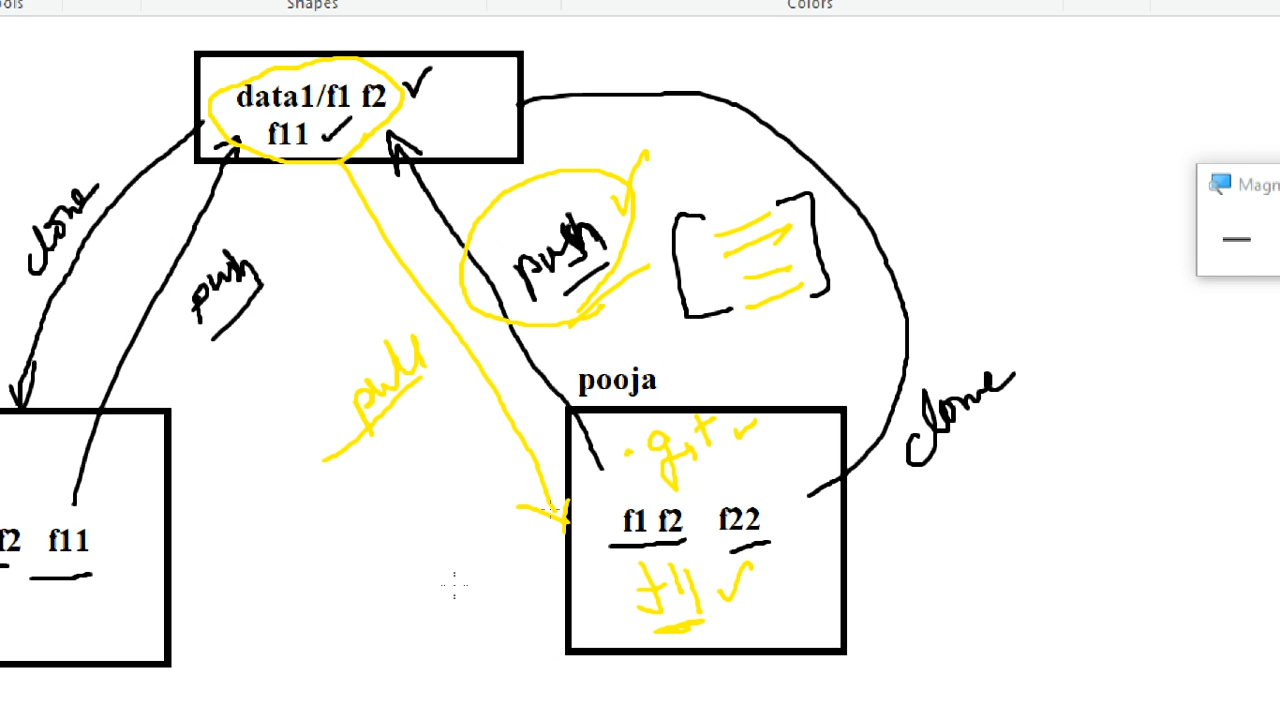 Shapes
Colors
data1/f1 f2
f11
clone
push
push
pull
pooja
clone
.git
f1 f2 f22
f11
f2 f11
Magn